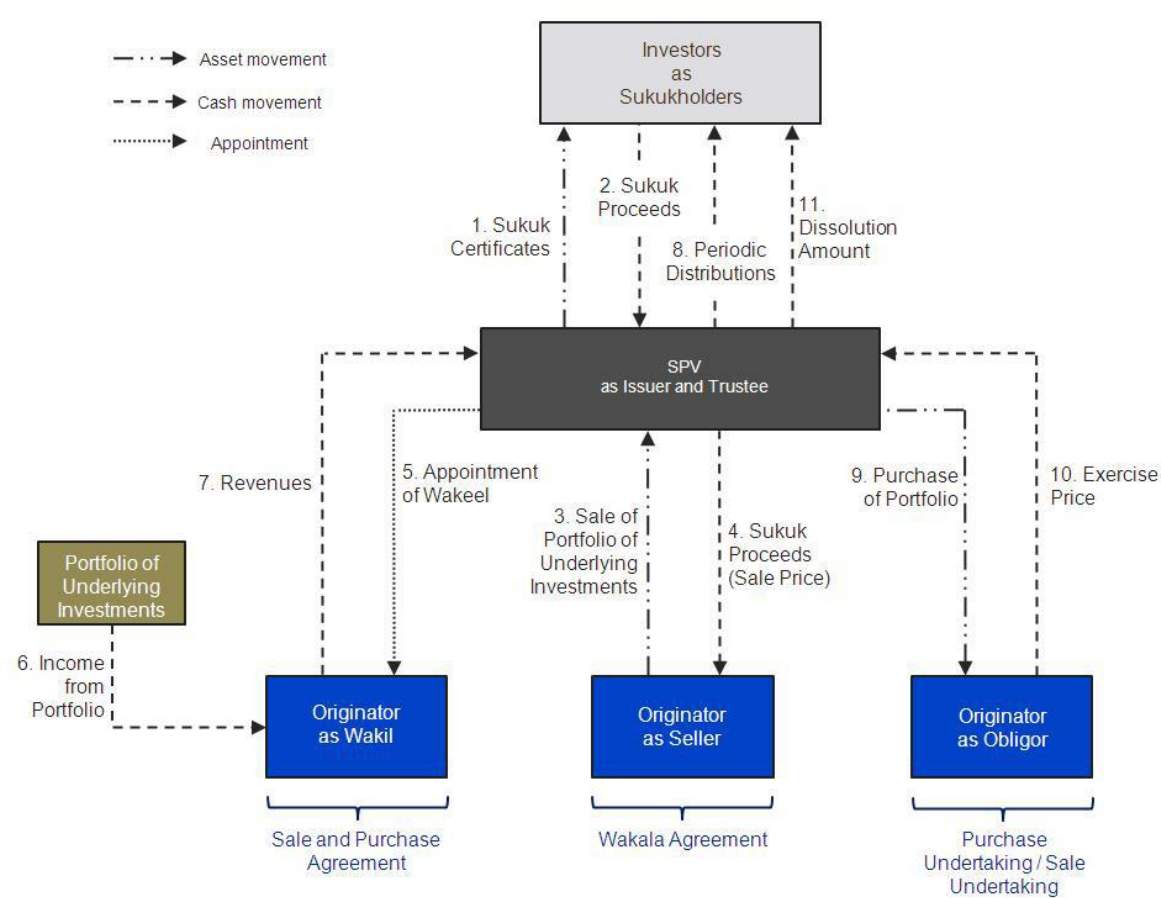 Asset movement
Cash movement
Appointment
Investors
as
Sukukholders
1. Sukuk
Certificates
2. Sukuk
Proceeds
8. Periodic
Distributions
11.
Dissolution
Amount
SPV
as Issuer and Trustee
7. Revenues
5. Appointment
of Wakeel
3. Sale of
Portfolio of
Underlying
Investments
4. Sukuk
Proceeds
(Sale Price)
9. Purchase
of Portfolio
10. Exercise
Price
Portfolio of
Underlying
Investments
6. Income
from
Portfolio
Originator
as Wakil
Originator
as Seller
Originator
as Obligor
Sale and Purchase
Agreement
Wakala Agreement
Purchase
Undertaking / Sale
Undertaking